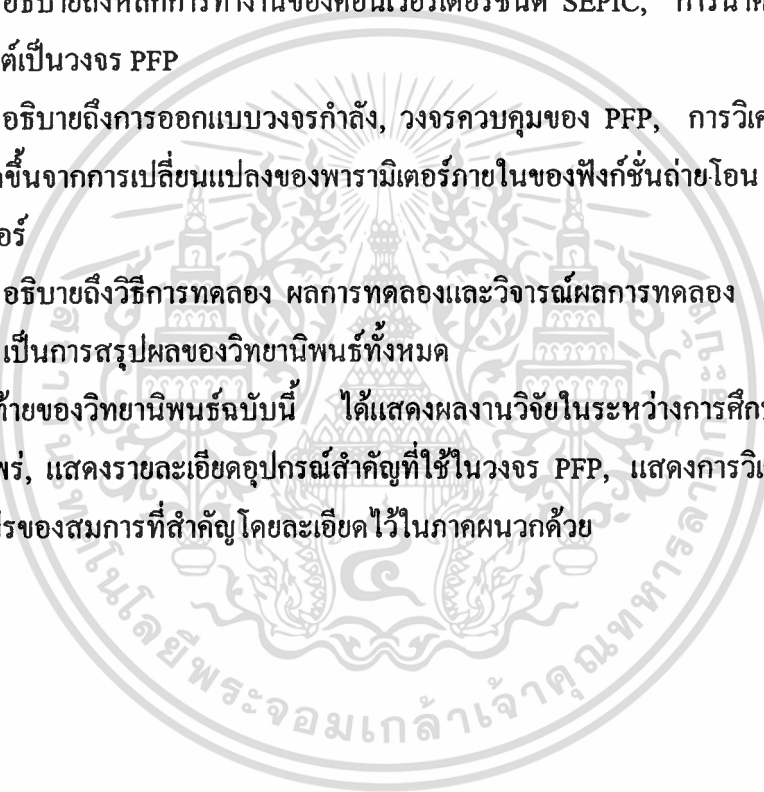 อธิบายถึงหลักการทำงานของคอนเวอร์เตอร์ชนิด SEPIC, การนำค
ต์เป็นวงจร PFP
อธิบายถึงการออกแบบวงจรกำลัง, วงจรควบคุมของ PFP, การวิเค
ขึ้นจากการเปลี่ยนแปลงของพารามิเตอร์ภายในของฟังก์ชั่นถ่ายโอน
อร์
อธิบายถึงวิธีการทดลอง ผลการทดลองและวิจารณ์ผลการทดลอง
เป็นการสรุปผลของวิทยานิพนธ์ทั้งหมด
ท้ายของวิทยานิพนธ์ฉบับนี้ ได้แสดงผลงานวิจัยในระหว่างการศึกษ
พร่, แสดงรายละเอียดอุปกรณ์สำคัญที่ใช้ในวงจร PFP, แสดงการวิเ
รของสมการที่สำคัญโดยละเอียดไว้ในภาคผนวกด้วย
เทคโนโลยีพระจอมเกล้าเจ้าคุณทหารลาดกระบัง